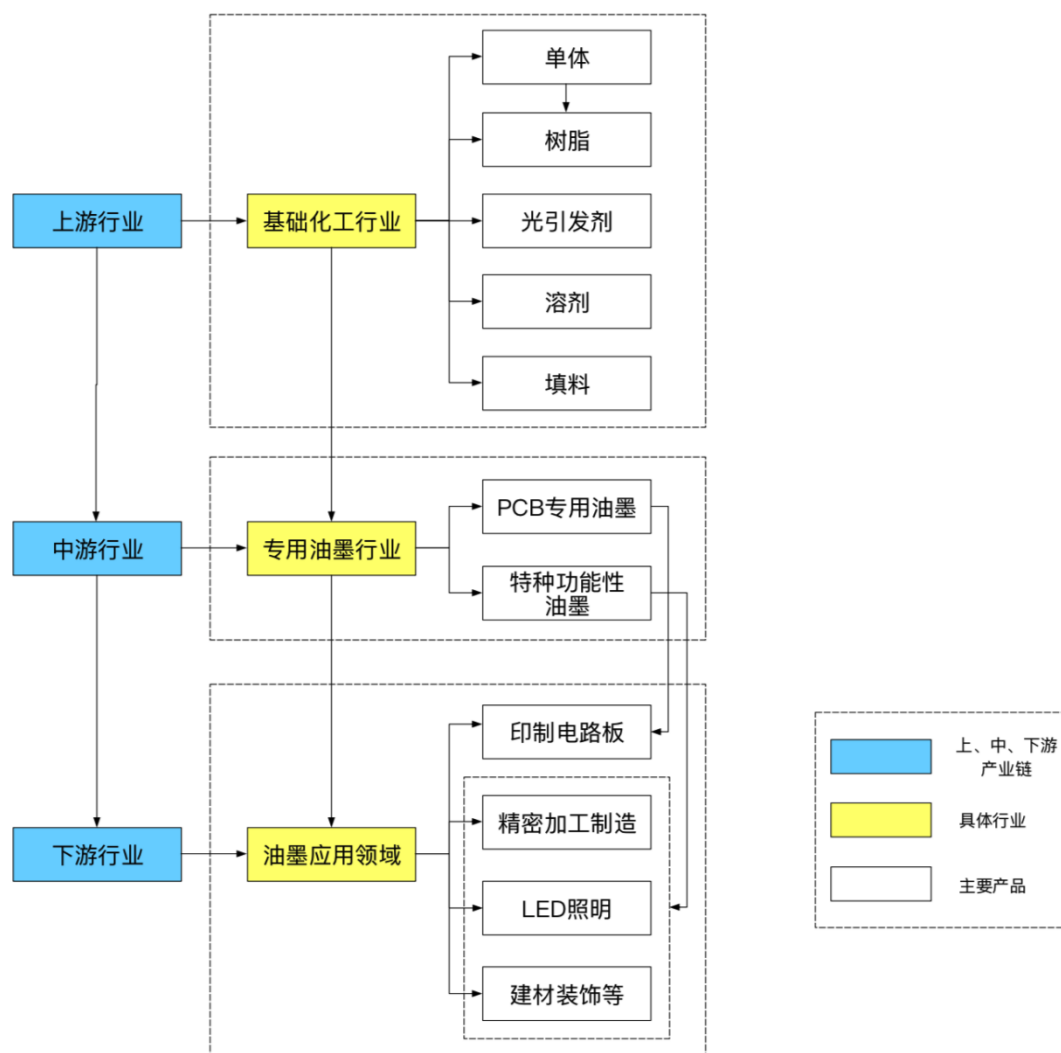 单体
树脂
上游行业
基础化工行业
光引发剂
溶剂
填料
PCB专用油墨
中游行业
专用油墨行业
特种功能性
油墨
印制电路板
精密加工制造
下游行业
油墨应用领域
LED照明
建材装饰等
上、中、下游
产业链
具体行业
主要产品